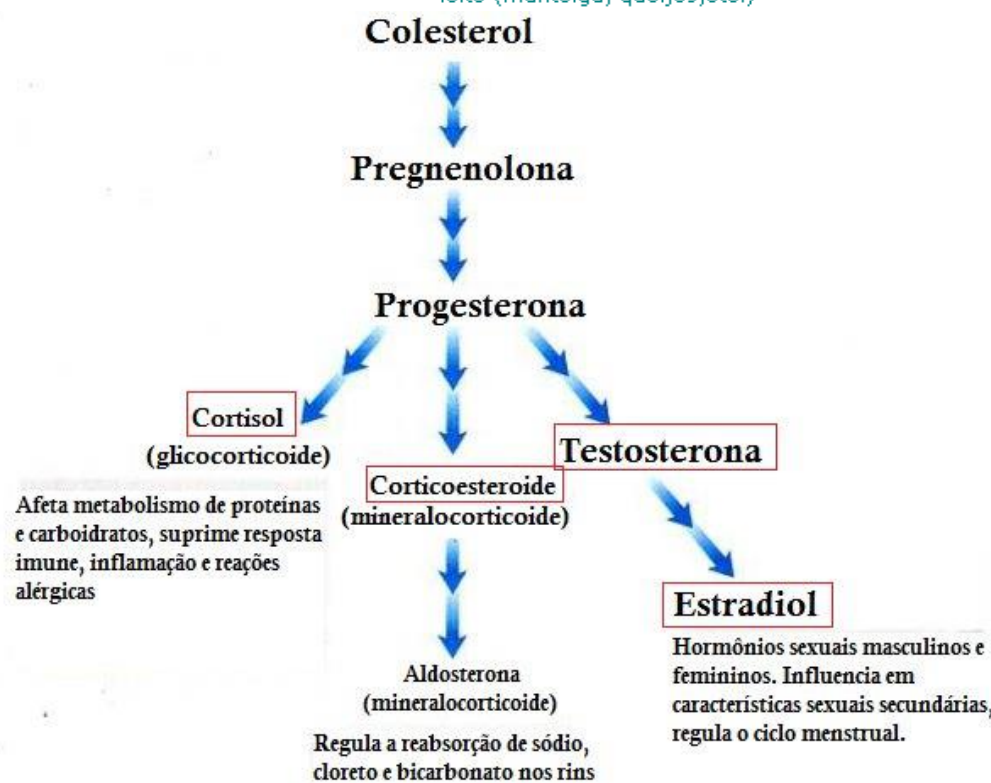 Colesterol
Pregnenolona
Progesterona
Cortisol
(glicocorticoide)
Afeta metabolismo de proteínas
e carboidratos, suprime resposta
imune, inflamação e reações
alérgicas
Corticoesteroide
(mineralocorticoide)
Aldosterona
(mineralocorticoide)
Regula a reabsorção de sódio,
cloreto e bicarbonato nos rins
Testosterona
Estradiol
Hormônios sexuais masculinos e
femininos. Influencia em
características sexuais secundárias,
regula o ciclo menstrual.